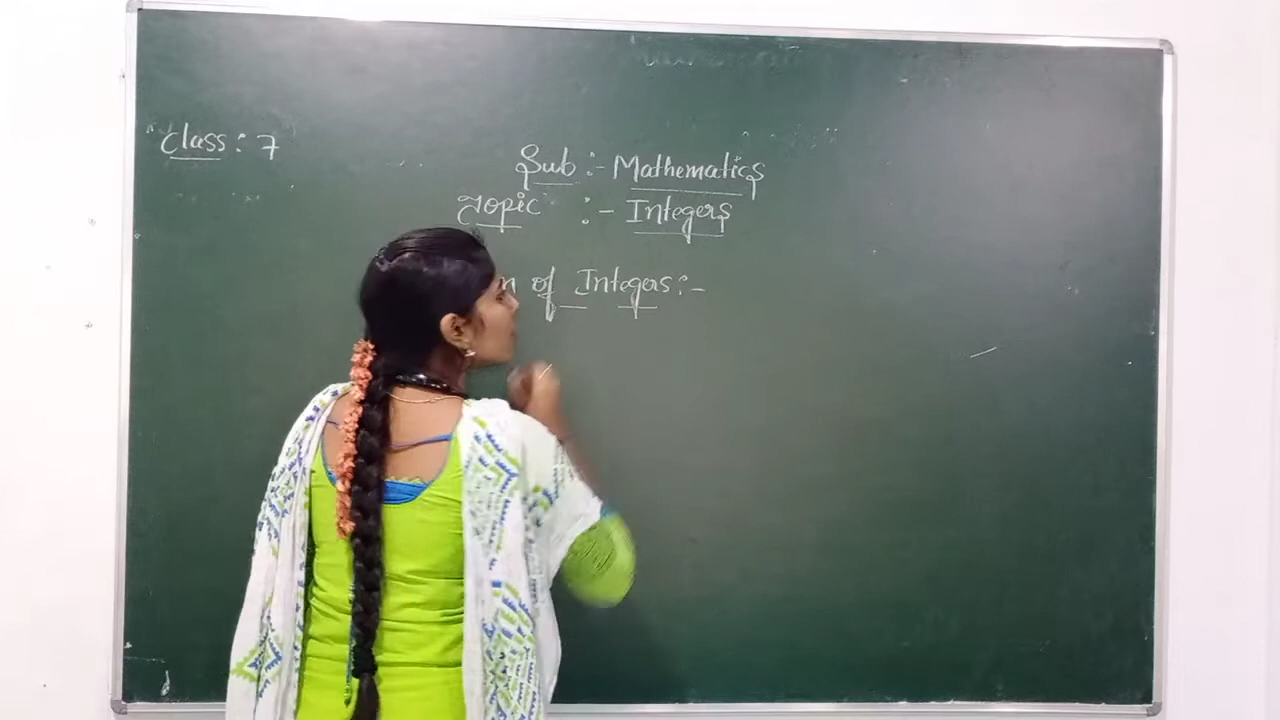 Class: 7
Sub :- Mathematics
Topic :- Integers
of Integers:-